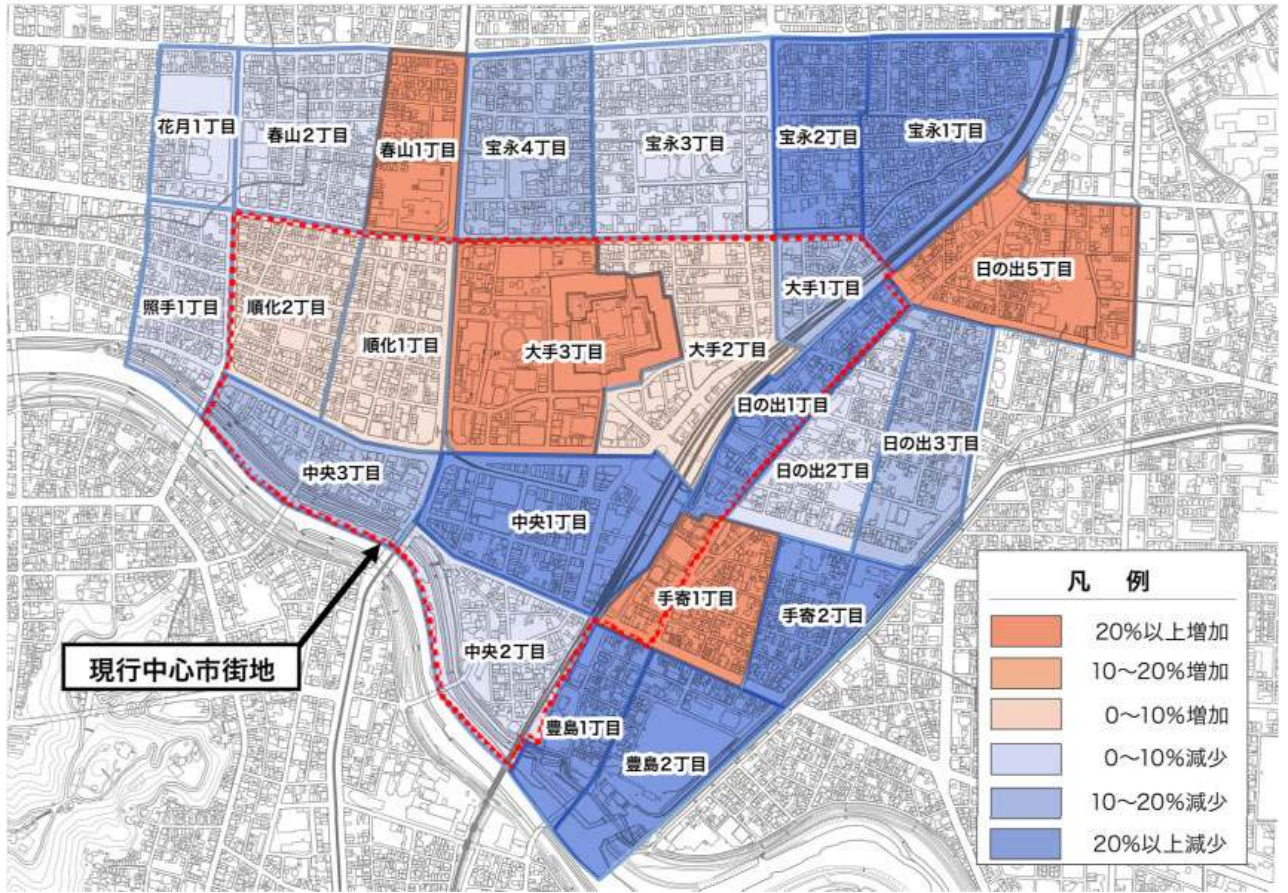 花月1丁目
春山2丁目
春山1丁目
宝永4丁目
宝永3丁目
宝永2丁目
宝永1丁目
照手1丁目
順化2丁目
順化1丁目
大手3丁目
大手2丁目
大手1丁目
日の出5丁目
日の出1丁目
日の出2丁目
日の出3丁目
中央3丁目
中央1丁目
中央2丁目
手寄1丁目
手寄2丁目
豊島1丁目
豊島2丁目
現行中心市街地
凡 例
20%以上増加
10~20%増加
0~10%増加
0~10%減少
10~20%減少
20%以上減少